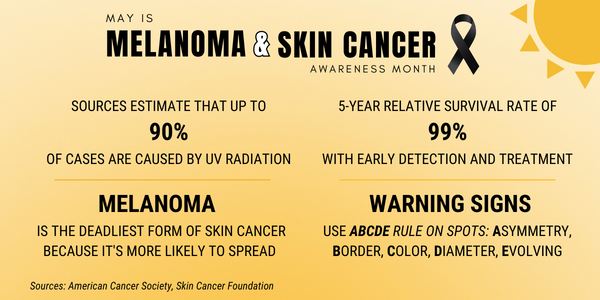 MAY IS
MELANOMA & SKIN CANCER
AWARENESS MONTH
SOURCES ESTIMATE THAT UP TO
90%
OF CASES ARE CAUSED BY UV RADIATION
5-YEAR RELATIVE SURVIVAL RATE OF
99%
WITH EARLY DETECTION AND TREATMENT
MELANOMA
IS THE DEADLIEST FORM OF SKIN CANCER
BECAUSE IT'S MORE LIKELY TO SPREAD
WARNING SIGNS
USE ABCDE RULE ON SPOTS: ASYMMETRY,
BORDER, COLOR, DIAMETER, EVOLVING
Sources: American Cancer Society, Skin Cancer Foundation